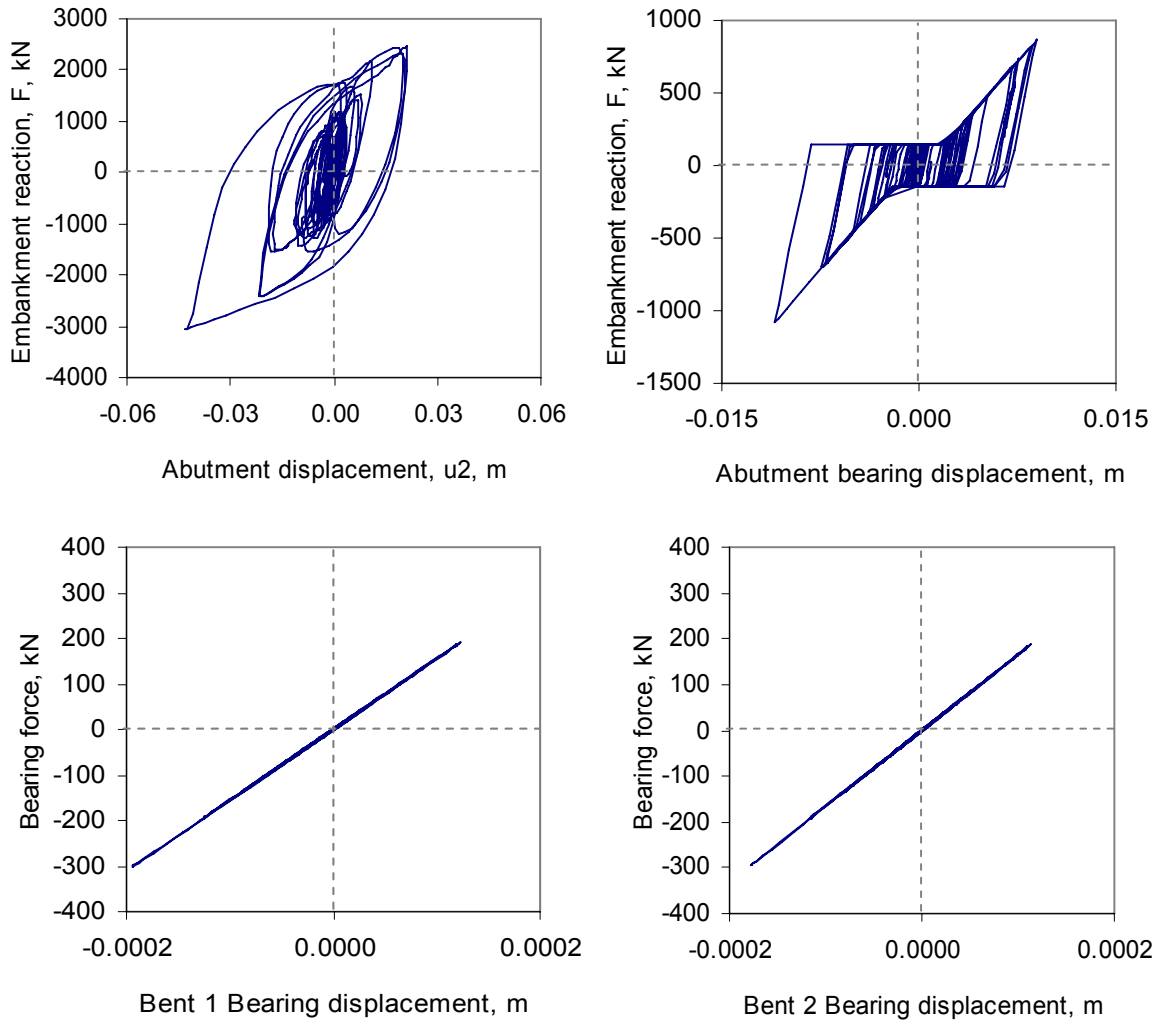 Embankment reaction, F, kN
3000
2000
1000
0
-1000
-2000
-3000
-4000
-0.06 -0.03 0.00 0.03 0.06
Abutment displacement, u2, m
Embankment reaction, F, kN
1000
500
0
-500
-1000
-1500
-0.015 0.000 0.015
Abutment bearing displacement, m
Bearing force, kN
400
300
200
100
0
-100
-200
-300
-400
-0.0002 0.0000 0.0002
Bent 1 Bearing displacement, m
Bearing force, kN
400
300
200
100
0
-100
-200
-300
-400
-0.0002 0.0000 0.0002
Bent 2 Bearing displacement, m